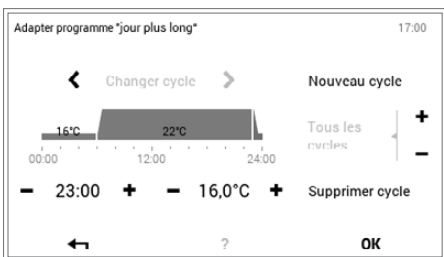 Adapter programme "jour plus long" 17:00
Changer cycle Nouveau cycle
16°C 22°C
Tous les
cycles
00:00 12:00 24:00
− 23:00 + − 16,0°C + Supprimer cycle
+
−
? OK